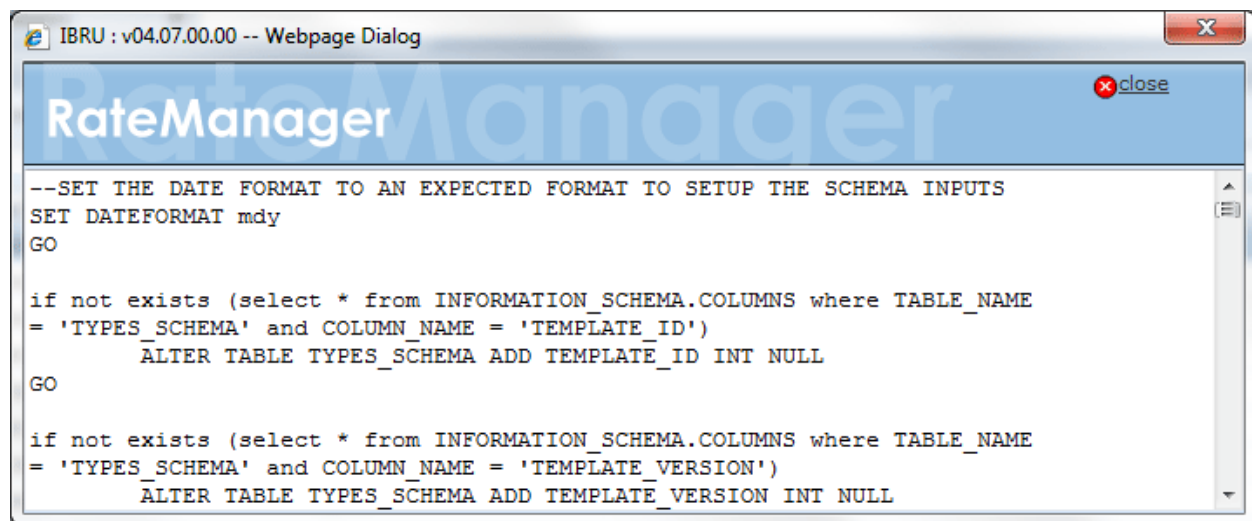 IBRU : v04.07.00.00 -- Webpage Dialog
RateManager
RateManager
close
--SET THE DATE FORMAT TO AN EXPECTED FORMAT TO SETUP THE SCHEMA INPUTS
SET DATEFORMAT mdy
GO
if not exists (select * from INFORMATION_SCHEMA.COLUMNS where TABLE_NAME
= 'TYPES_SCHEMA' and COLUMN_NAME = 'TEMPLATE_ID')
ALTER TABLE TYPES_SCHEMA ADD TEMPLATE_ID INT NULL
GO
if not exists (select * from INFORMATION_SCHEMA.COLUMNS where TABLE_NAME
= 'TYPES_SCHEMA' and COLUMN_NAME = 'TEMPLATE_VERSION')
ALTER TABLE TYPES_SCHEMA ADD TEMPLATE_VERSION INT NULL